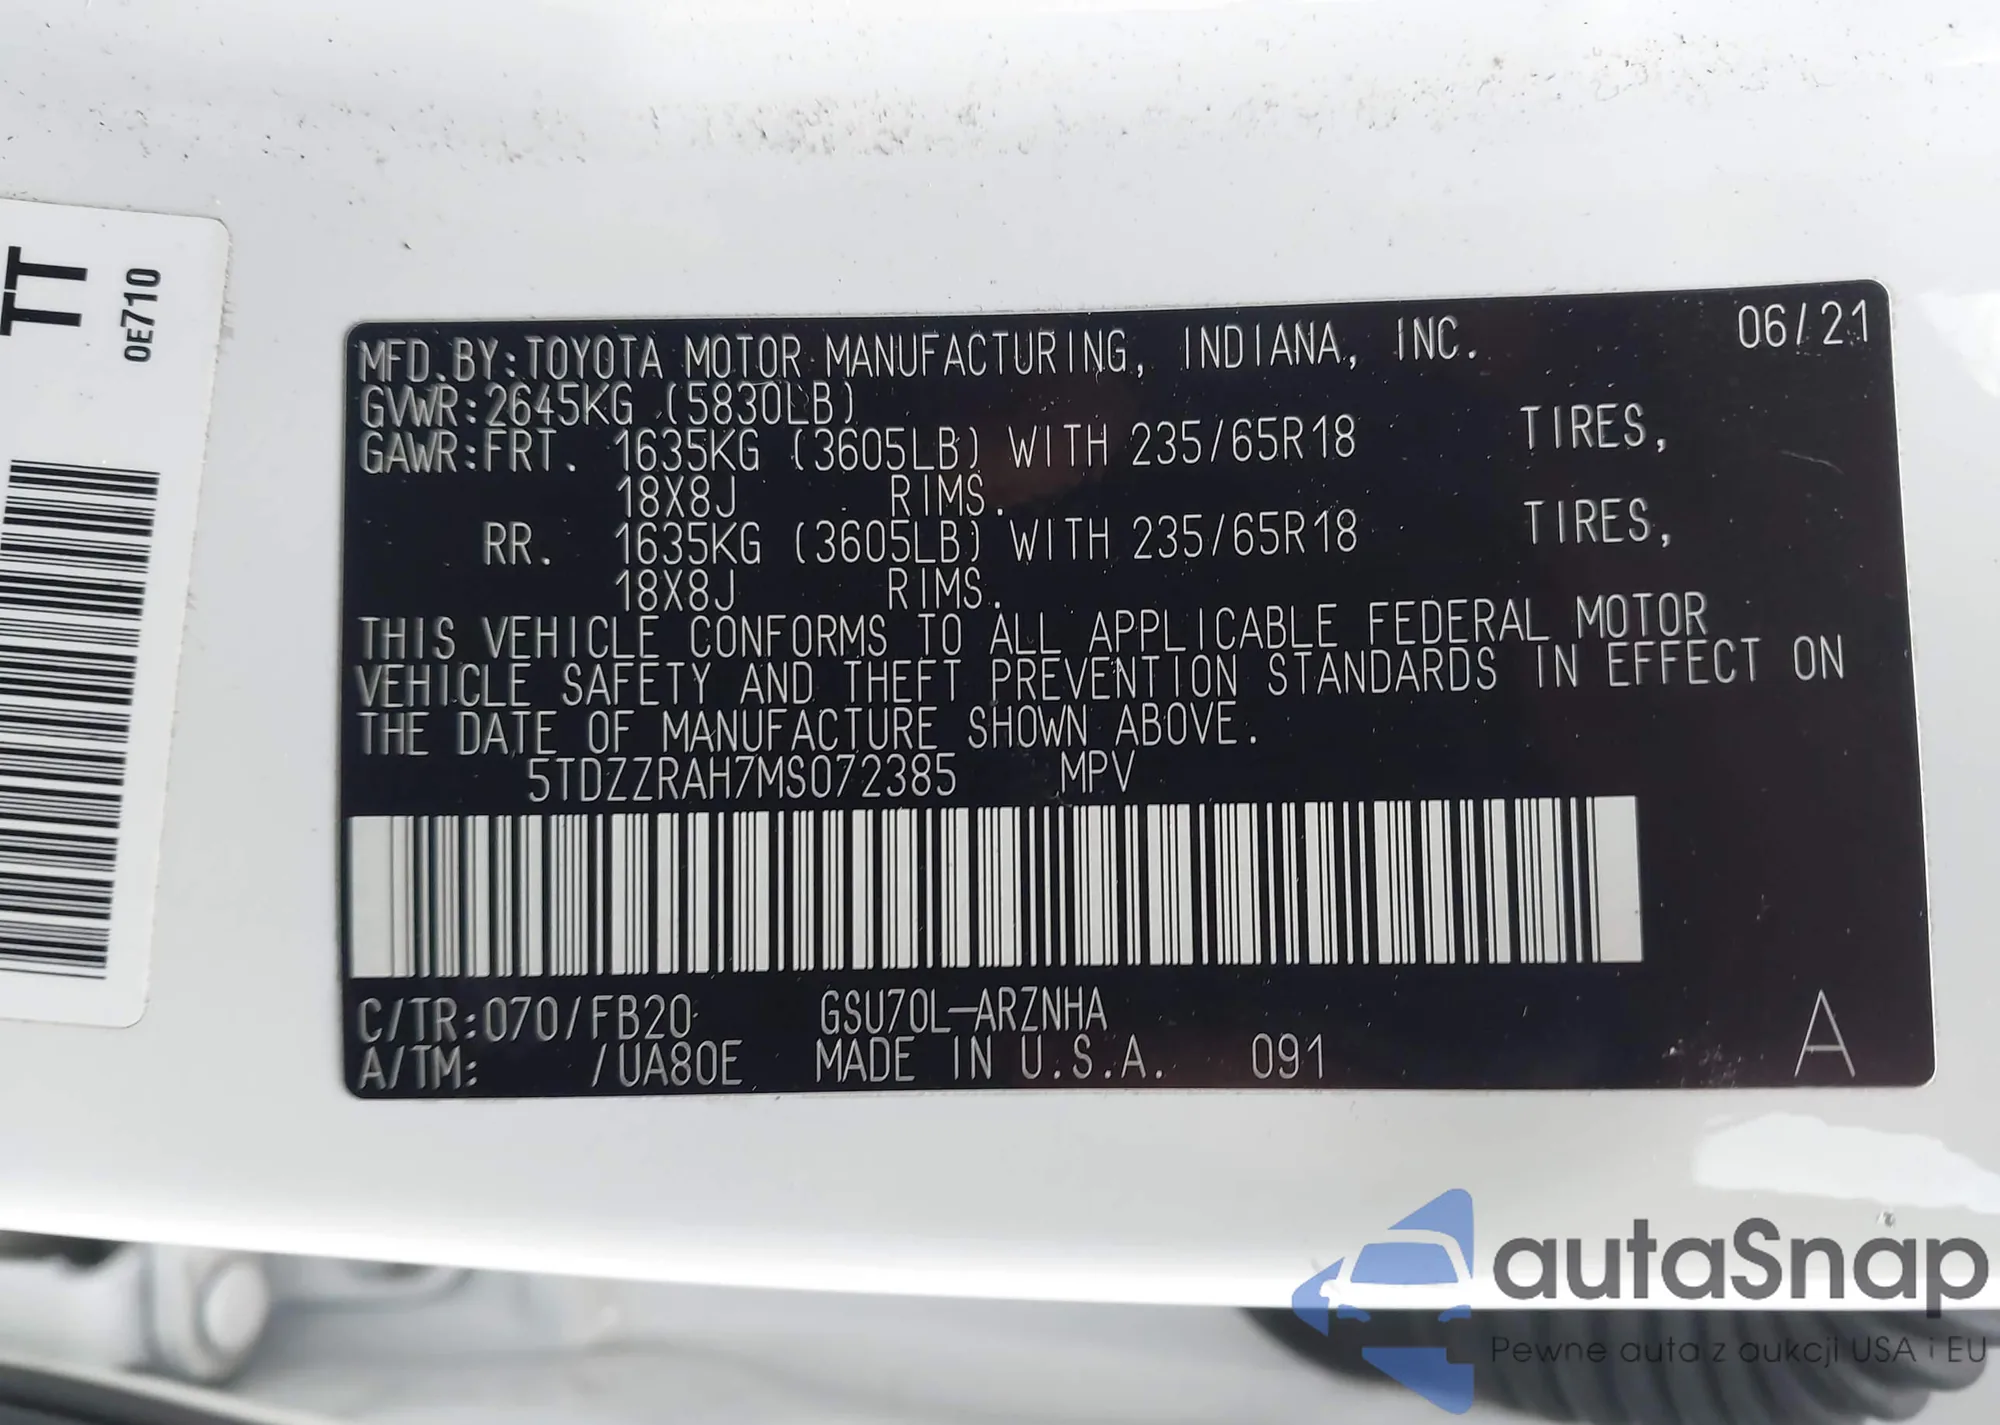 TT
0E710
MFD.BY:TOYOTA MOTOR MANUFACTURING, INDIANA, INC. 06/21
GVWR:2645KG (5830LB)
GAWR:FRT. 1635KG (3605LB) WITH 235/65R18 TIRES,
18X8J RIMS.
RR. 1635KG (3605LB) WITH 235/65R18 TIRES,
18X8J RIMS.
THIS VEHICLE CONFORMS TO ALL APPLICABLE FEDERAL MOTOR
VEHICLE SAFETY AND THEFT PREVENTION STANDARDS IN EFFECT ON
THE DATE OF MANUFACTURE SHOWN ABOVE.
5TDZZRAH7MS072385 MPV
C/TR:070/FB20 GSU70L-ARZNHA
A/TM: /UA80E MADE IN U.S.A. 091 A
autaSnap
Pewne auta z aukcji USA i EU